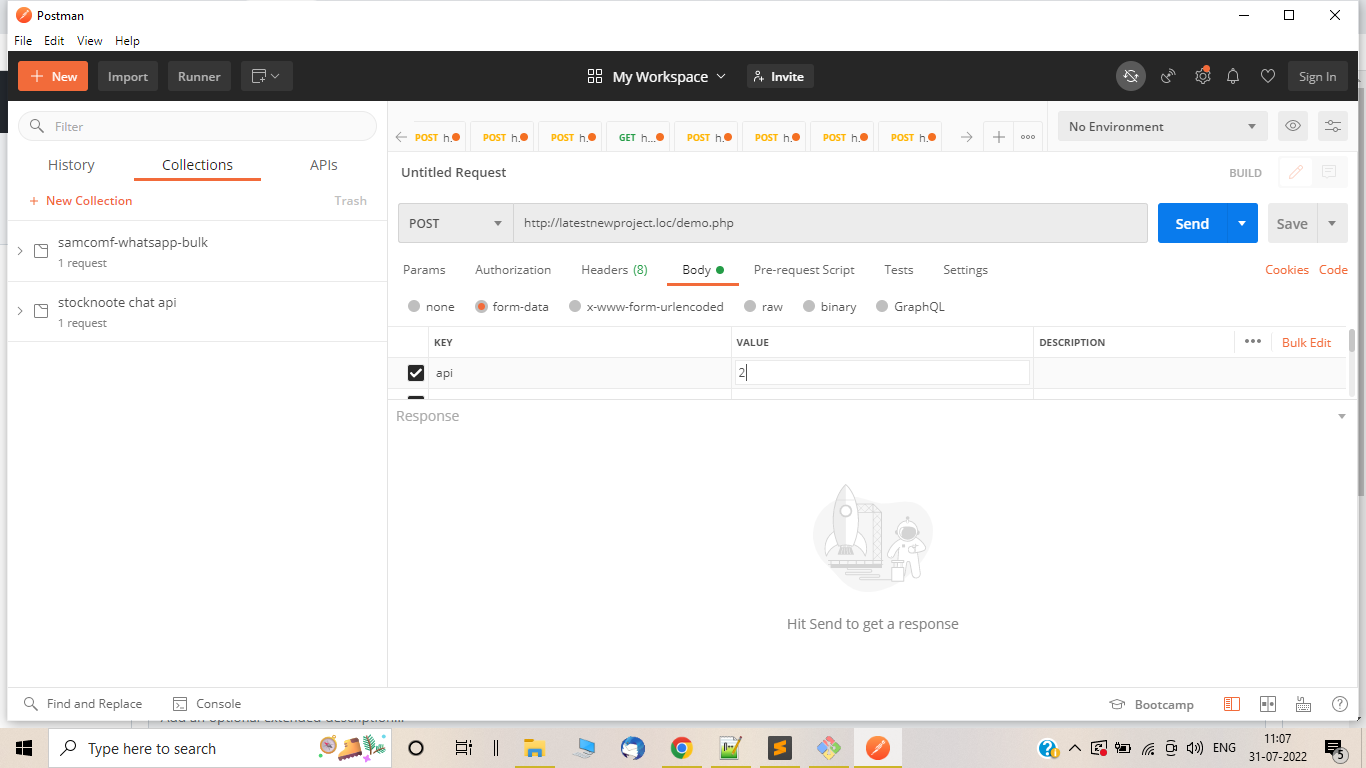 Postman
File Edit View Help
New Import Runner My Workspace Invite Sign In
Filter
History Collections APIs
+ New Collection Trash
samcomf-whatsapp-bulk
1 request
stocknoote chat api
1 request
POST h. POST h. POST h. GET h... POST h. POST h. POST h. POST h. No Environment
Untitled Request BUILD
POST http://latestnewproject.loc/demo.php Send Save
Params Authorization Headers (8) Body Pre-request Script Tests Settings Cookies Code
none form-data x-www-form-urlencoded raw binary GraphQL
KEY VALUE DESCRIPTION Bulk Edit
api 2
Response
Hit Send to get a response
Find and Replace Console Bootcamp
Type here to search ENG 11:07
31-07-2022 5